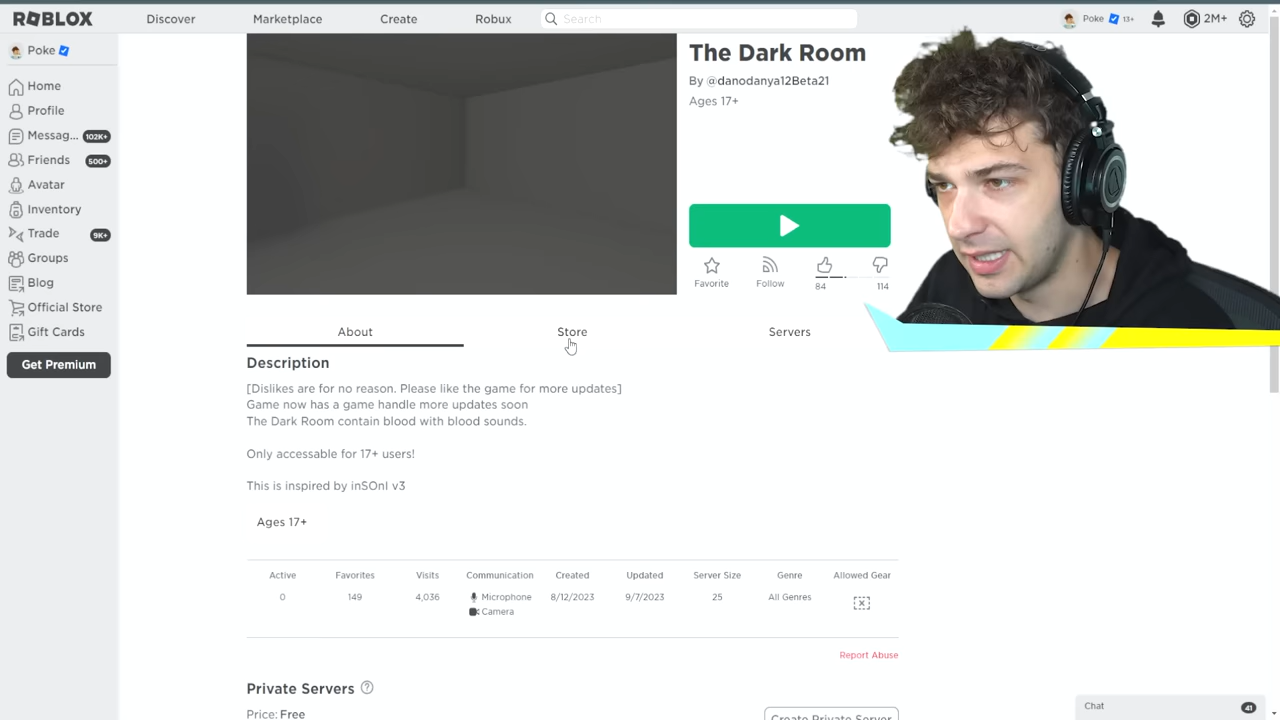 ROBLOX
Discover
Marketplace
Create
Robux
Search
Poke
13+
2M+
Poke
Home
Profile
Messag... 102K+
Friends 500+
Avatar
Inventory
Trade 9K+
Groups
Blog
Official Store
Gift Cards
Get Premium
The Dark Room
By @danodanya12Beta21
Ages 17+
Favorite
Follow
84
114
About
Store
Servers
Description
[Dislikes are for no reason. Please like the game for more updates]
Game now has a game handle more updates soon
The Dark Room contain blood with blood sounds.
Only accessable for 17+ users!
This is inspired by inSOnI v3
Ages 17+
Active Favorites Visits Communication Created Updated Server Size Genre Allowed Gear
0 149 4,036 Microphone 8/12/2023 9/7/2023 25 All Genres
Camera
Report Abuse
Private Servers
Price: Free
Create Private Server
Chat
41